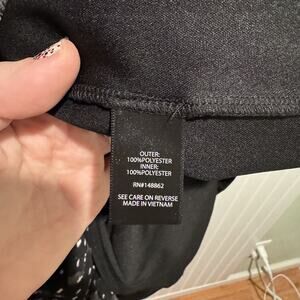 OUTER:
100%POLYESTER
INNER:
100%POLYESTER
RN#148862
SEE CARE ON REVERSE
MADE IN VIETNAM